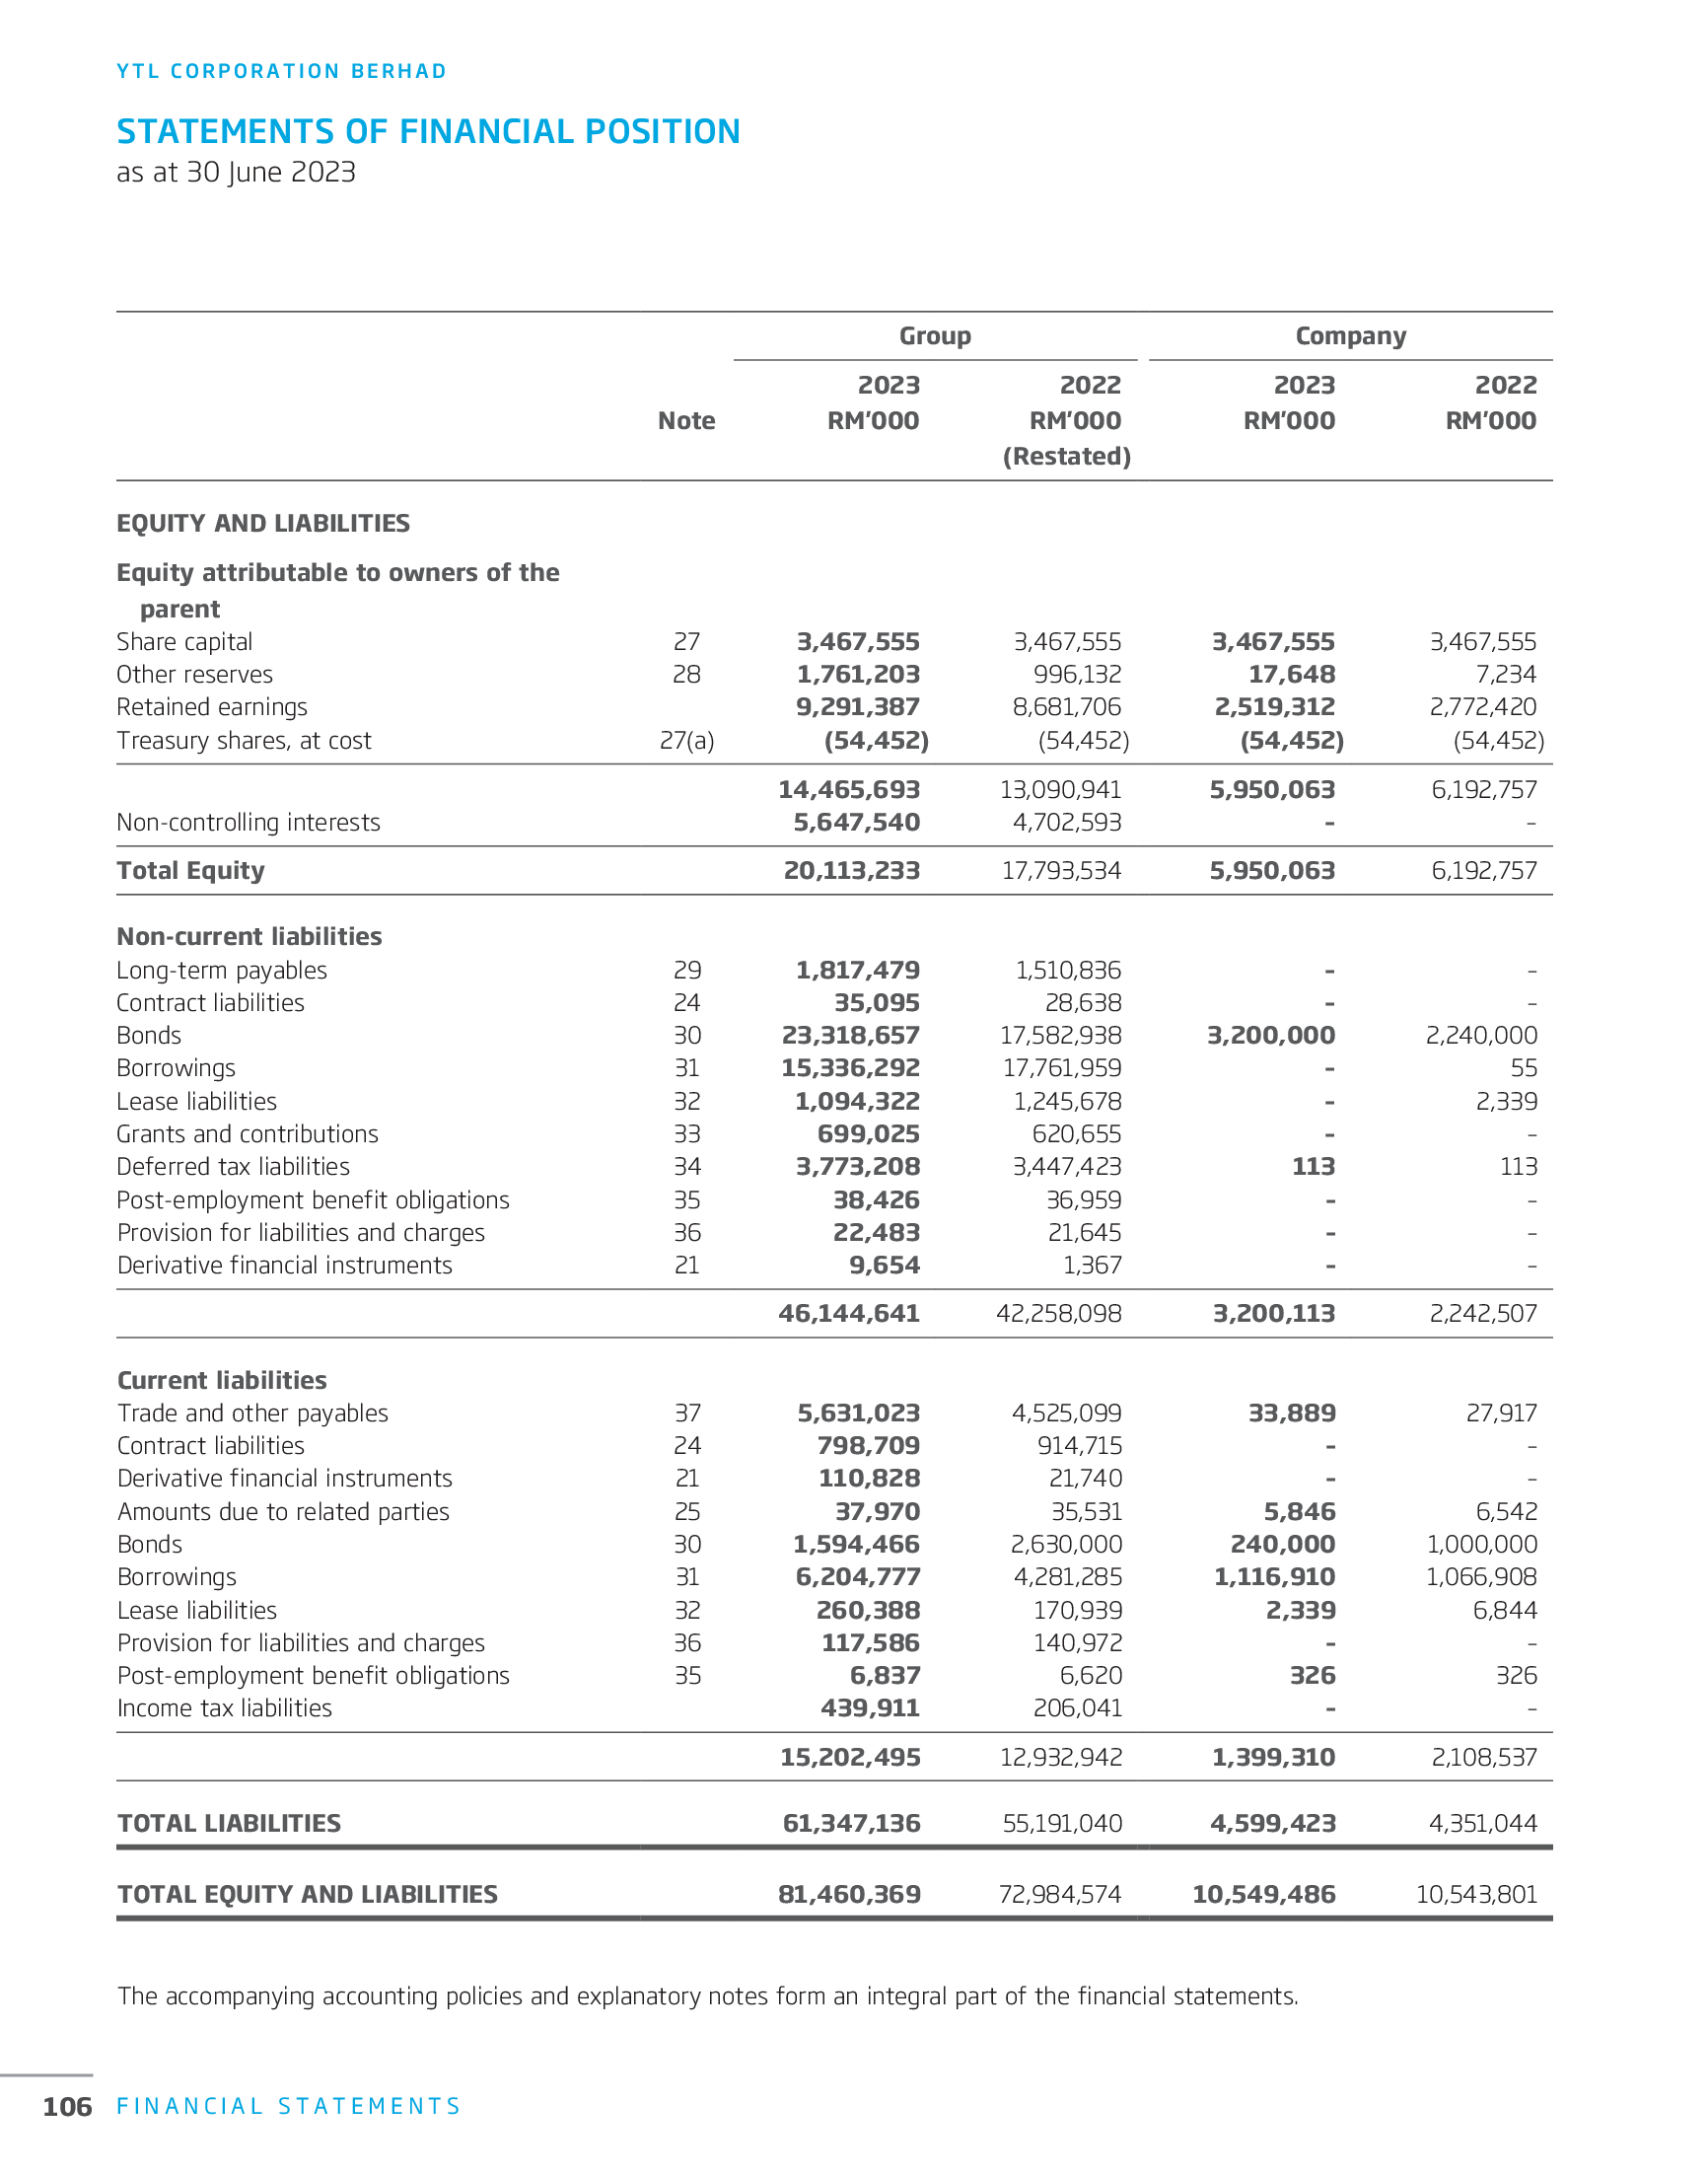 YTL CORPORATION BERHAD
STATEMENTS OF FINANCIAL POSITION
as at 30 June 2023
Group Company
2023 2022 2023 2022
Note RM'000 RM'000 RM'000 RM'000
(Restated)
EQUITY AND LIABILITIES
Equity attributable to owners of the
parent
Share capital 27 3,467,555 3,467,555 3,467,555 3,467,555
Other reserves 28 1,761,203 996,132 17,648 7,234
Retained earnings 9,291,387 8,681,706 2,519,312 2,772,420
Treasury shares, at cost 27(a) (54,452) (54,452) (54,452) (54,452)
14,465,693 13,090,941 5,950,063 6,192,757
Non-controlling interests 5,647,540 4,702,593 – –
Total Equity 20,113,233 17,793,534 5,950,063 6,192,757
Non-current liabilities
Long-term payables 29 1,817,479 1,510,836 – –
Contract liabilities 24 35,095 28,638 – –
Bonds 30 23,318,657 17,582,938 3,200,000 2,240,000
Borrowings 31 15,336,292 17,761,959 – 55
Lease liabilities 32 1,094,322 1,245,678 – 2,339
Grants and contributions 33 699,025 620,655 – –
Deferred tax liabilities 34 3,773,208 3,447,423 113 113
Post-employment benefit obligations 35 38,426 36,959 – –
Provision for liabilities and charges 36 22,483 21,645 – –
Derivative financial instruments 21 9,654 1,367 – –
46,144,641 42,258,098 3,200,113 2,242,507
Current liabilities
Trade and other payables 37 5,631,023 4,525,099 33,889 27,917
Contract liabilities 24 798,709 914,715 – –
Derivative financial instruments 21 110,828 21,740 – –
Amounts due to related parties 25 37,970 35,531 5,846 6,542
Bonds 30 1,594,466 2,630,000 240,000 1,000,000
Borrowings 31 6,204,777 4,281,285 1,116,910 1,066,908
Lease liabilities 32 260,388 170,939 2,339 6,844
Provision for liabilities and charges 36 117,586 140,972 – –
Post-employment benefit obligations 35 6,837 6,620 326 326
Income tax liabilities 439,911 206,041 – –
15,202,495 12,932,942 1,399,310 2,108,537
TOTAL LIABILITIES 61,347,136 55,191,040 4,599,423 4,351,044
TOTAL EQUITY AND LIABILITIES 81,460,369 72,984,574 10,549,486 10,543,801
The accompanying accounting policies and explanatory notes form an integral part of the financial statements.
106 FINANCIAL STATEMENTS